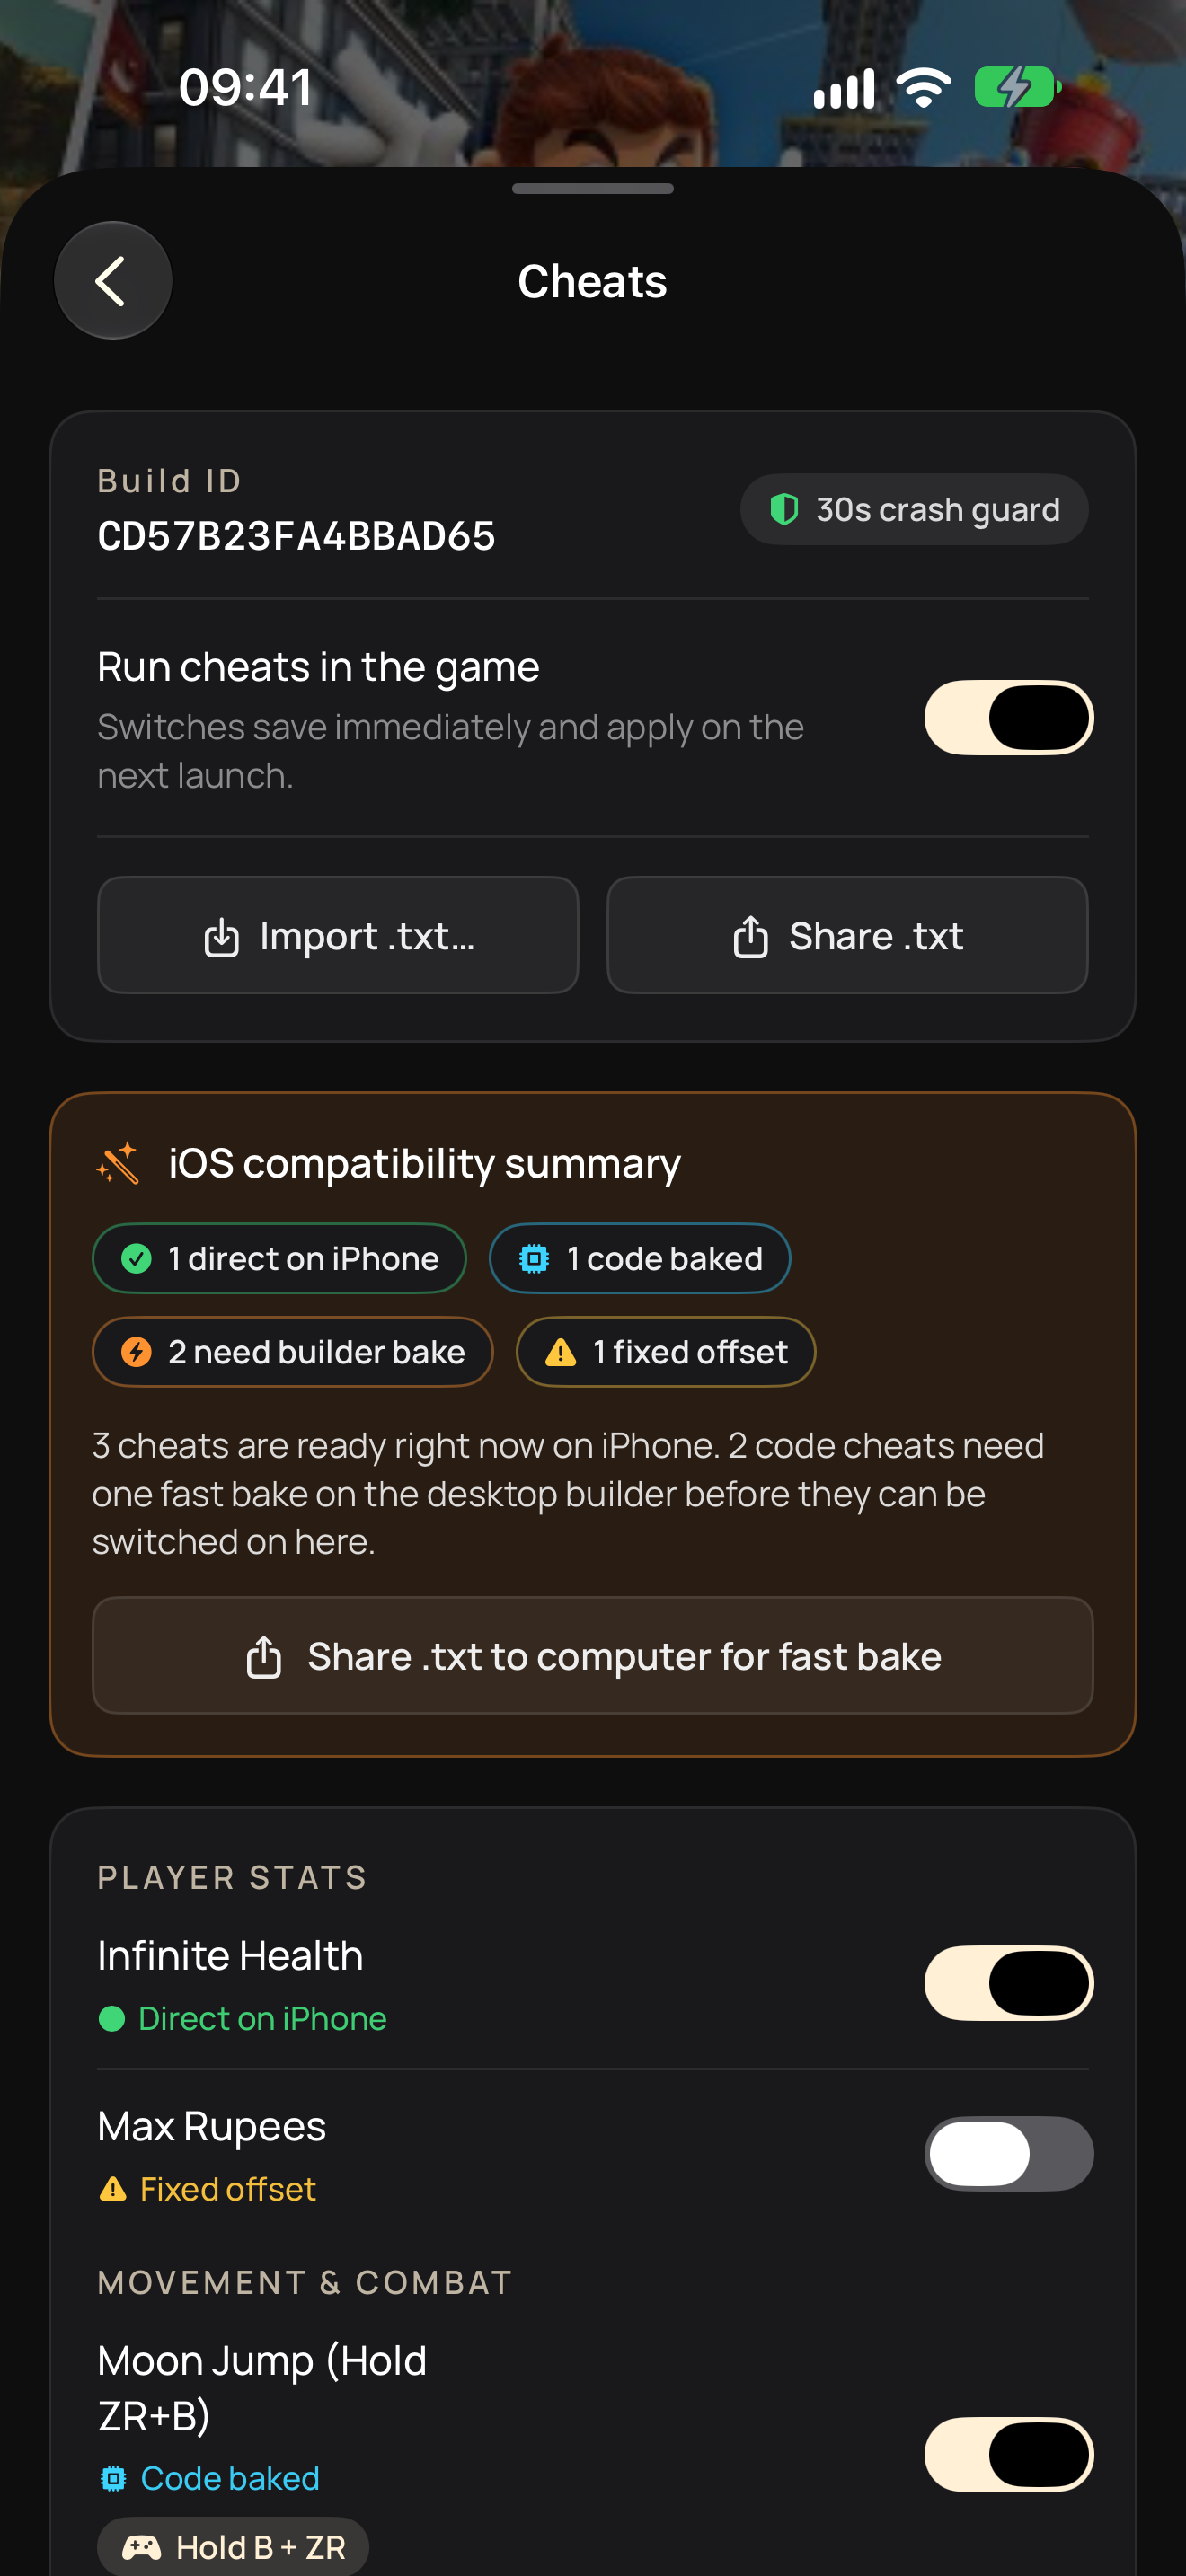 09:41
Cheats
Build ID
CD57B23FA4BBAD65
30s crash guard
Run cheats in the game
Switches save immediately and apply on the
next launch.
Import .txt...
Share .txt
iOS compatibility summary
1 direct on iPhone
1 code baked
2 need builder bake
1 fixed offset
3 cheats are ready right now on iPhone. 2 code cheats need
one fast bake on the desktop builder before they can be
switched on here.
Share .txt to computer for fast bake
PLAYER STATS
Infinite Health
Direct on iPhone
Max Rupees
Fixed offset
MOVEMENT & COMBAT
Moon Jump (Hold
ZR+B)
Code baked
Hold B + ZR